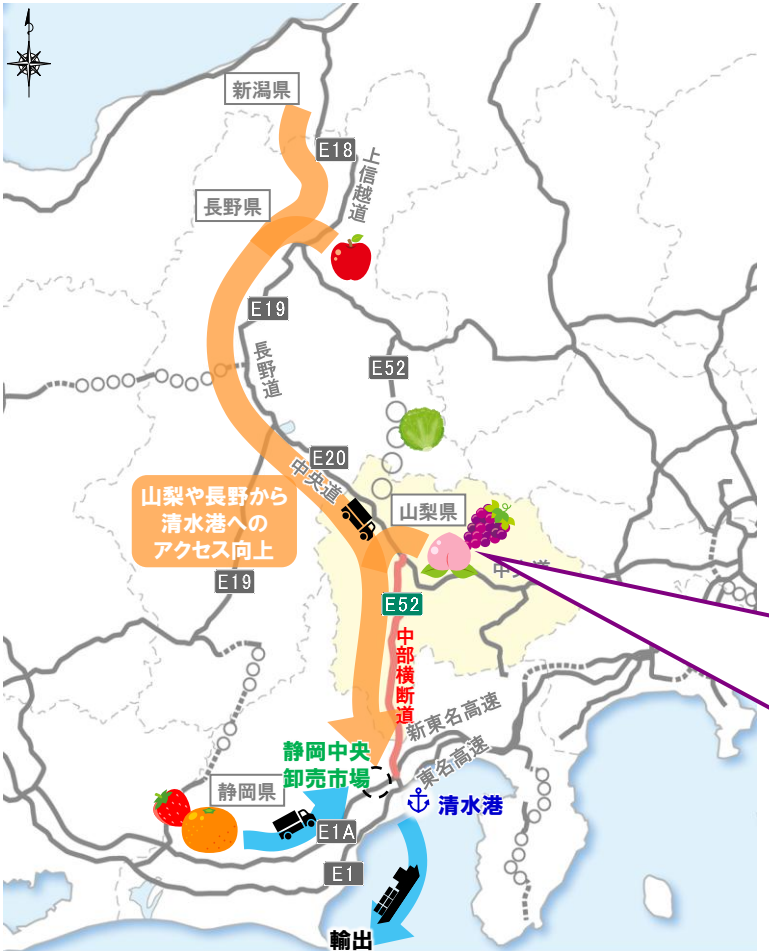 新潟県
E18
上信越道
長野県
E19
長野道
E52
E20
中央道
山梨や長野から
清水港への
アクセス向上
山梨県
中央道
E19
E52
中部横断道
新東名高速
東名高速
静岡中央
卸売市場
静岡県
清水港
E1A
E1
輸出